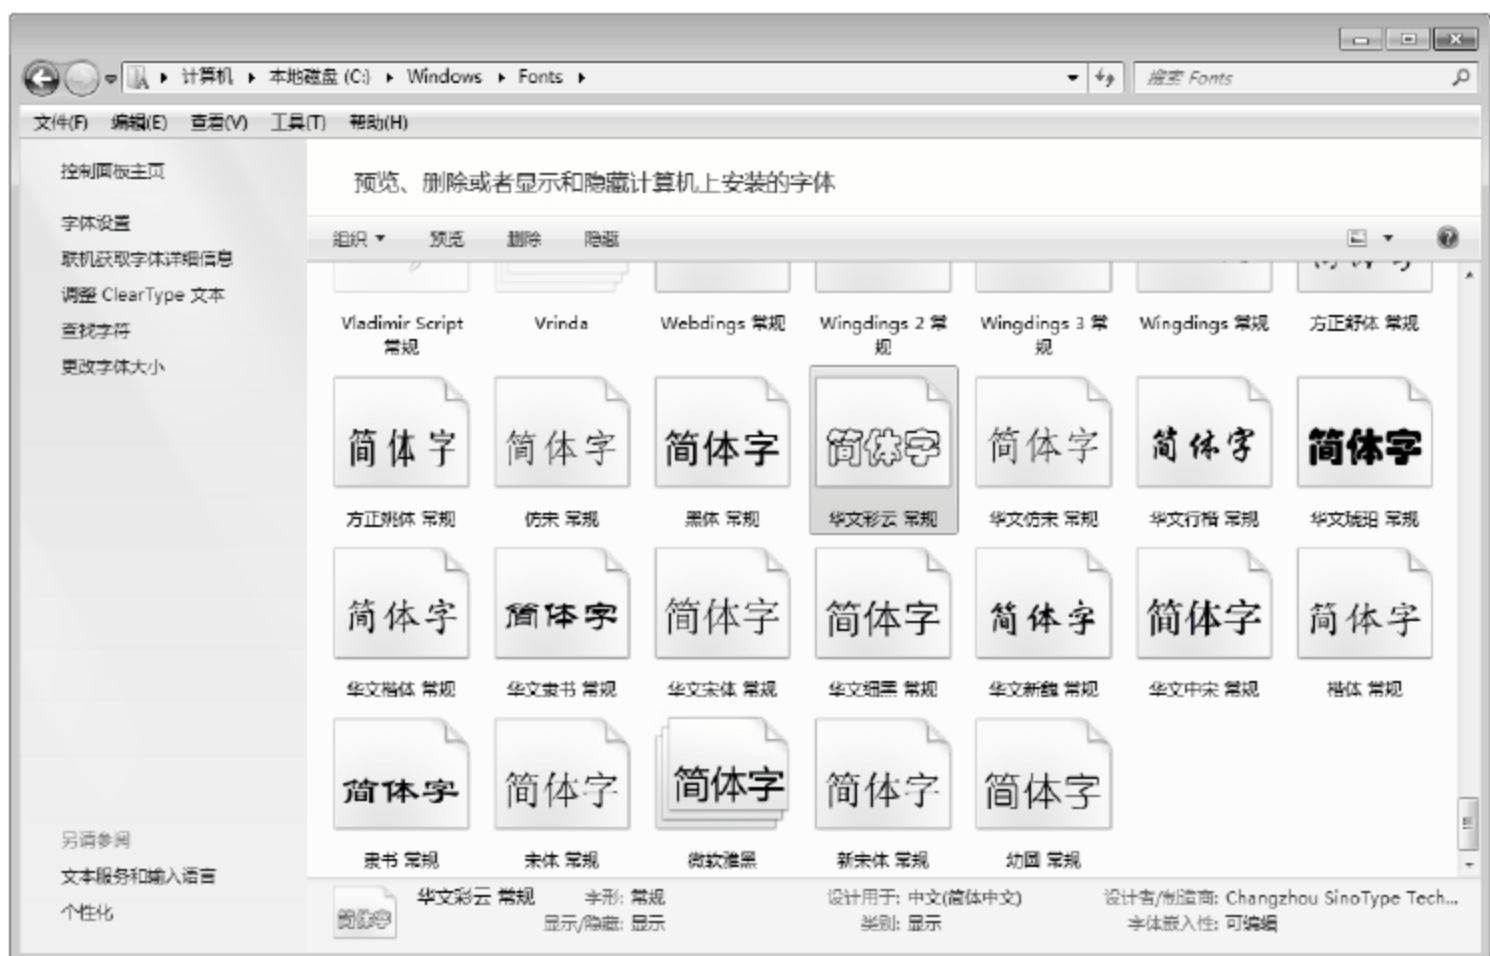 计算机 ▸ 本地磁盘 (C:) ▸ Windows ▸ Fonts ▸
搜索 Fonts
文件(F) 编辑(E) 查看(V) 工具(T) 帮助(H)
控制面板主页
字体设置
联机获取字体详细信息
调整 ClearType 文本
查找字符
更改字体大小
另请参阅
文本服务和输入语言
个性化
预览、删除或者显示和隐藏计算机上安装的字体
组织 预览 删除 隐藏
Vladimir Script 常规
Vrinda
Webdings 常规
Wingdings 2 常规
Wingdings 3 常规
Wingdings 常规
方正舒体 常规
简体字 简体字 简体字 简体字 简体字 简体字 简体字
方正姚体 常规 仿宋 常规 黑体 常规 华文彩云 常规 华文仿宋 常规 华文行楷 常规 华文琥珀 常规
简体字 简体字 简体字 简体字 简体字 简体字 简体字
华文楷体 常规 华文隶书 常规 华文宋体 常规 华文细黑 常规 华文新魏 常规 华文中宋 常规 楷体 常规
简体字 简体字 简体字 简体字 简体字
隶书 常规 宋体 常规 微软雅黑 新宋体 常规 幼圆 常规
简体字
华文彩云 常规 字形: 常规 设计用于: 中文(简体中文) 设计者/制造商: Changzhou SinoType Tech...
显示/隐藏: 显示 类别: 显示 字体嵌入性: 可编辑